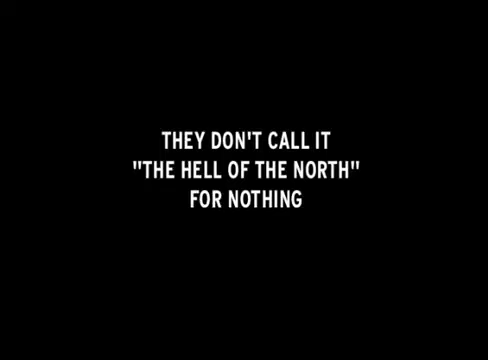 THEY DON'T CALL IT
"THE HELL OF THE NORTH"
FOR NOTHING